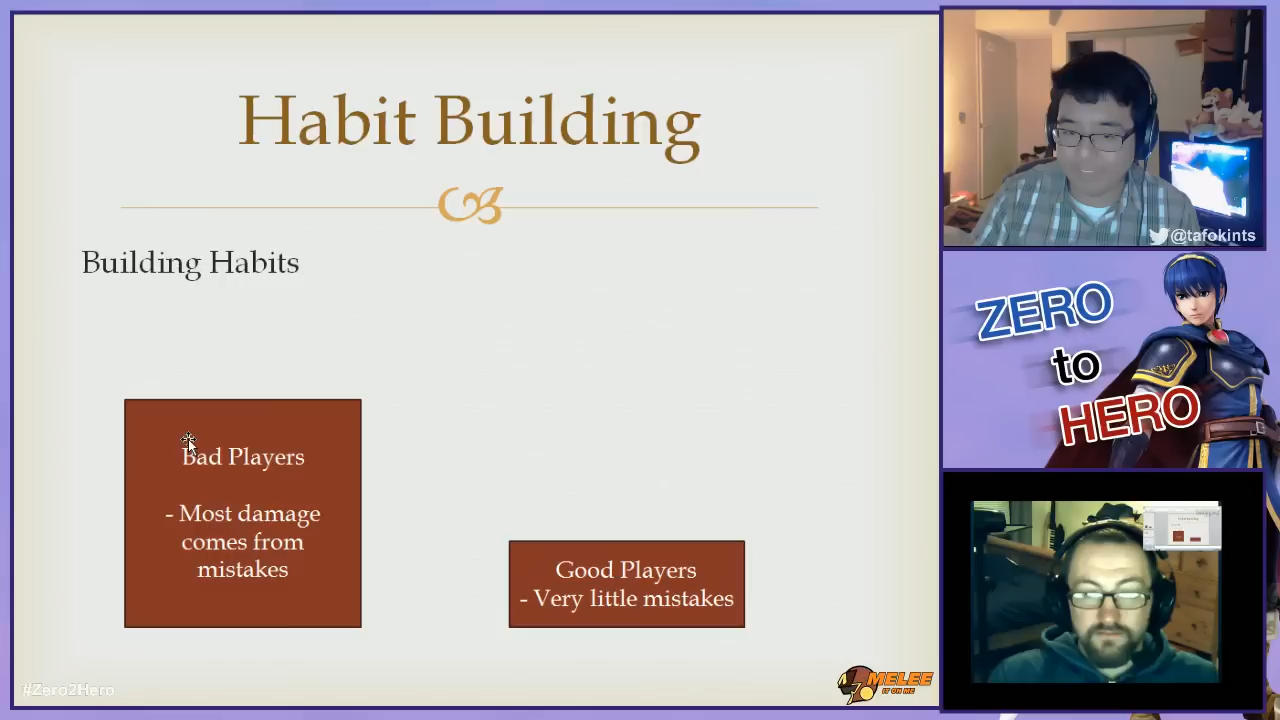 Habit Building
Building Habits
Bad Players
- Most damage
comes from
mistakes
Good Players
- Very little mistakes
#Zero2Hero
MELEE
IT ON ME
@tafokints
ZERO
to
HERO